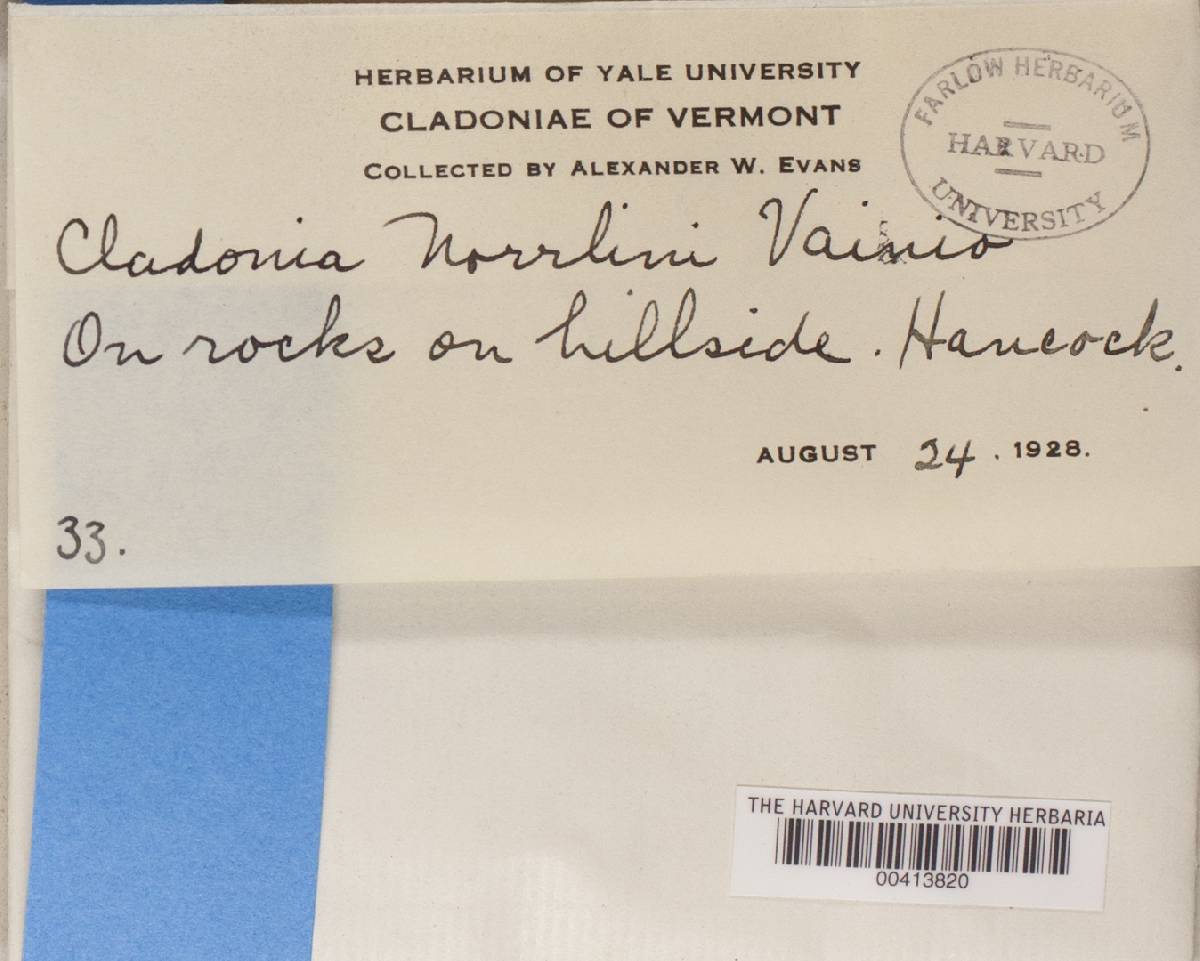 HERBARIUM OF YALE UNIVERSITY
CLADONIAE OF VERMONT
COLLECTED BY ALEXANDER W. EVANS
FARLOW HERBARIUM
HARVARD
UNIVERSITY
Cladonia Norrlini Vainio
On rocks on hillside. Hancock.
AUGUST 24. 1928.
33.
THE HARVARD UNIVERSITY HERBARIA
00413820